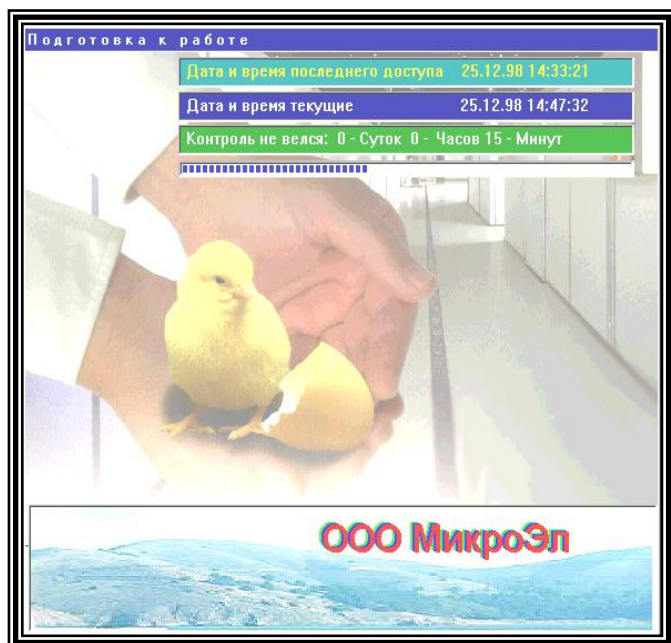 Подготовка к работе
Дата и время последнего доступа 25.12.98 14:33:21
Дата и время текущие 25.12.98 14:47:32
Контроль не велся: 0 - Суток 0 - Часов 15 - Минут
ООО МикроЭл